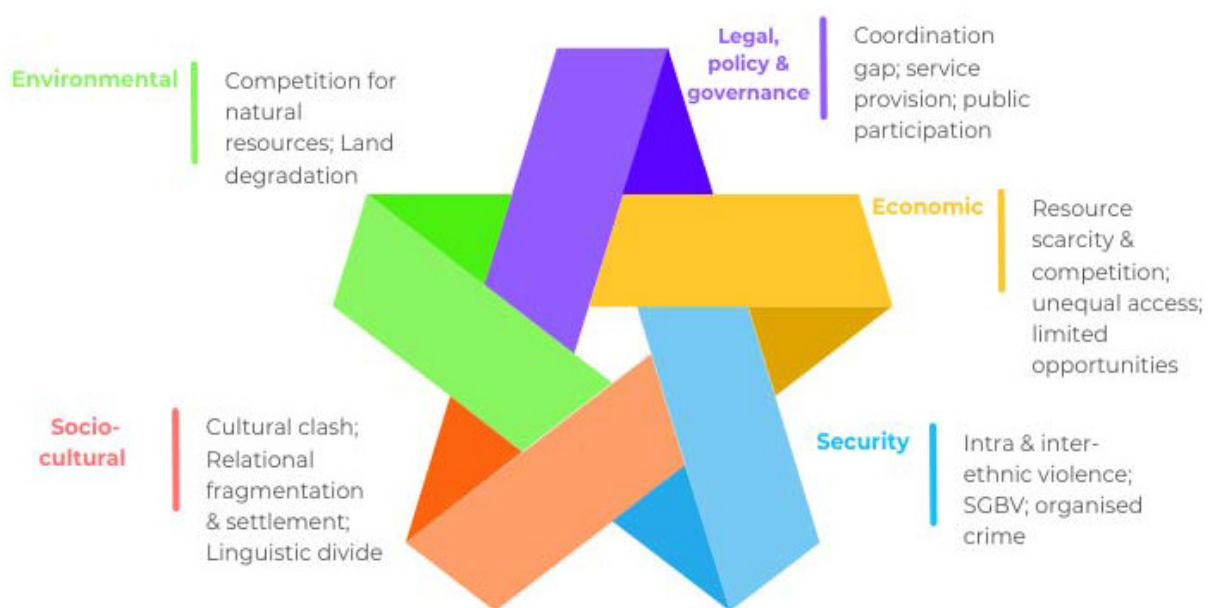 Environmental
Competition for
natural
resources; Land
degradation
Legal,
policy &
governance
Coordination
gap; service
provision; public
participation
Economic
Resource
scarcity &
competition;
unequal access;
limited
opportunities
Socio-
cultural
Cultural clash;
Relational
fragmentation
& settlement;
Linguistic divide
Security
Intra & inter-
ethnic violence;
SGBV; organised
crime